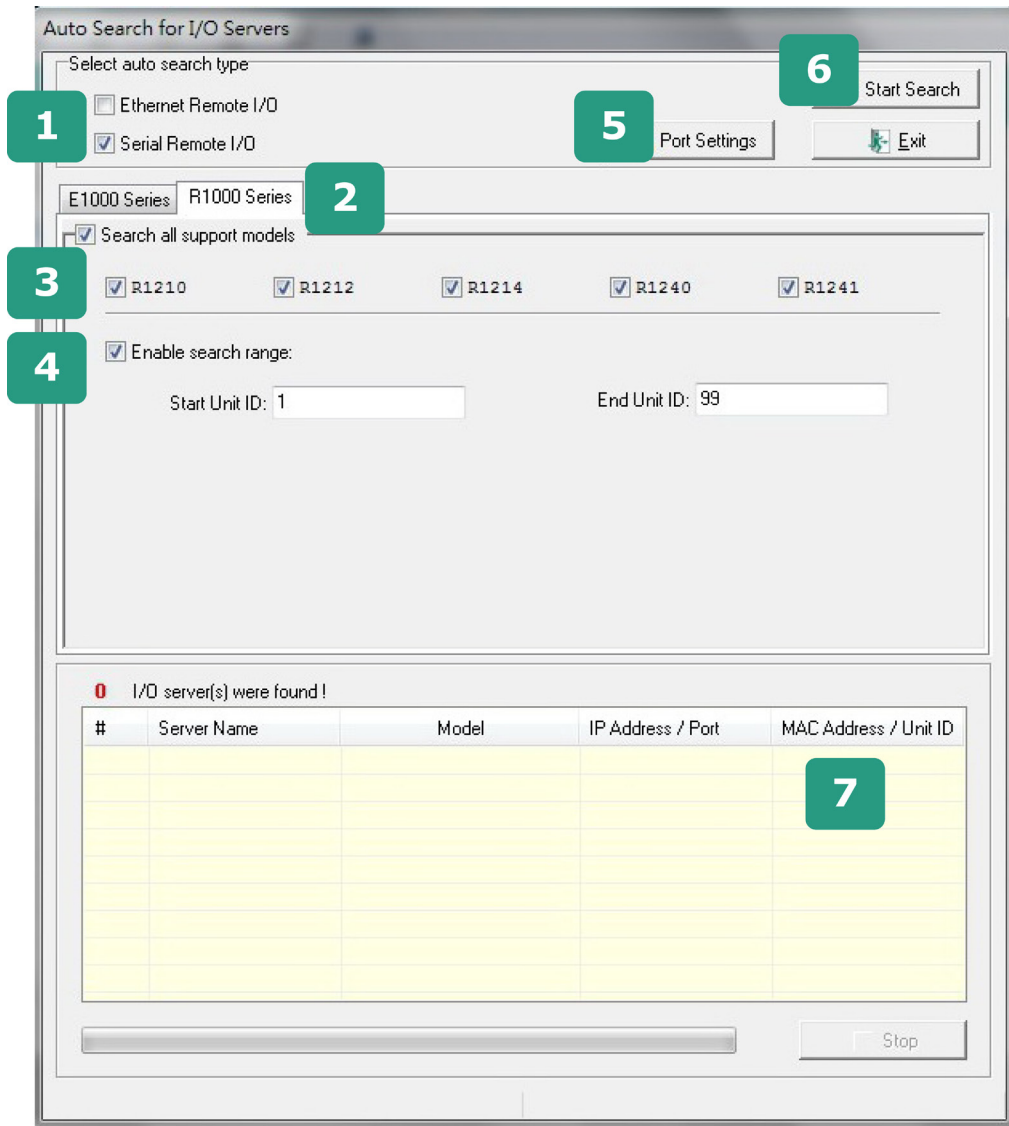 Auto Search for I/O Servers
Select auto search type
6
Start Search
1
Ethernet Remote I/O
Serial Remote I/O
5
Port Settings
Exit
E1000 Series
R1000 Series
2
Search all support models
3
R1210
R1212
R1214
R1240
R1241
4
Enable search range:
Start Unit ID: 1
End Unit ID: 99
0 I/O server(s) were found !
# Server Name Model IP Address / Port MAC Address / Unit ID
7
Stop